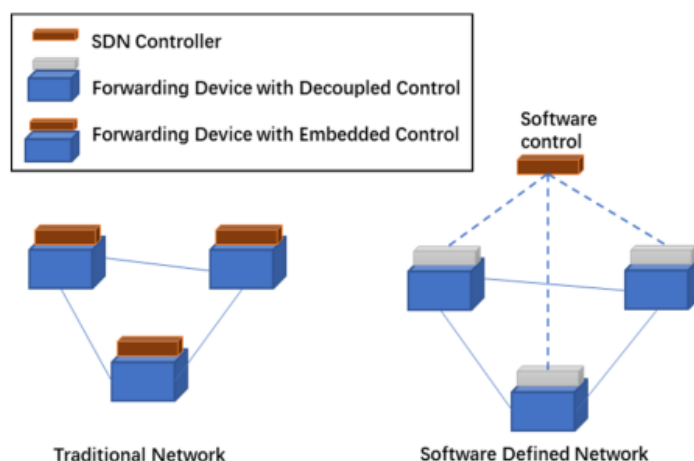 SDN Controller
Forwarding Device with Decoupled Control
Forwarding Device with Embedded Control
Software
control
Traditional Network
Software Defined Network